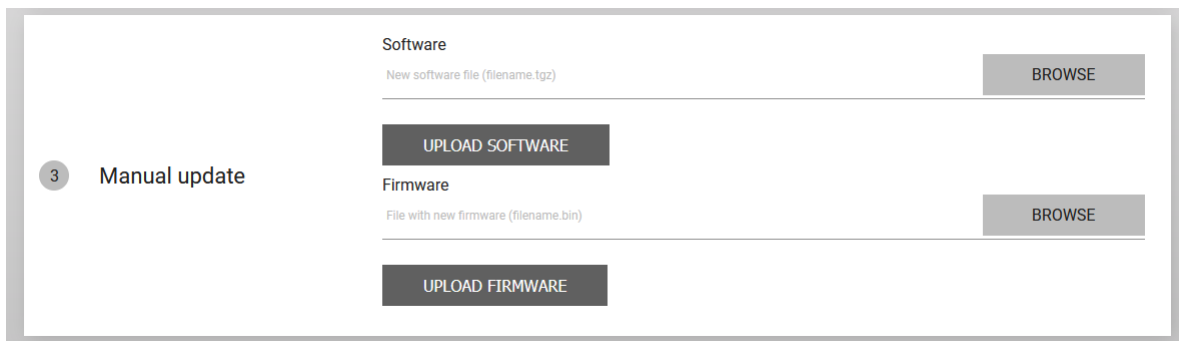 Software
New software file (filename.tgz)
BROWSE
UPLOAD SOFTWARE
3
Manual update
Firmware
File with new firmware (filename.bin)
BROWSE
UPLOAD FIRMWARE